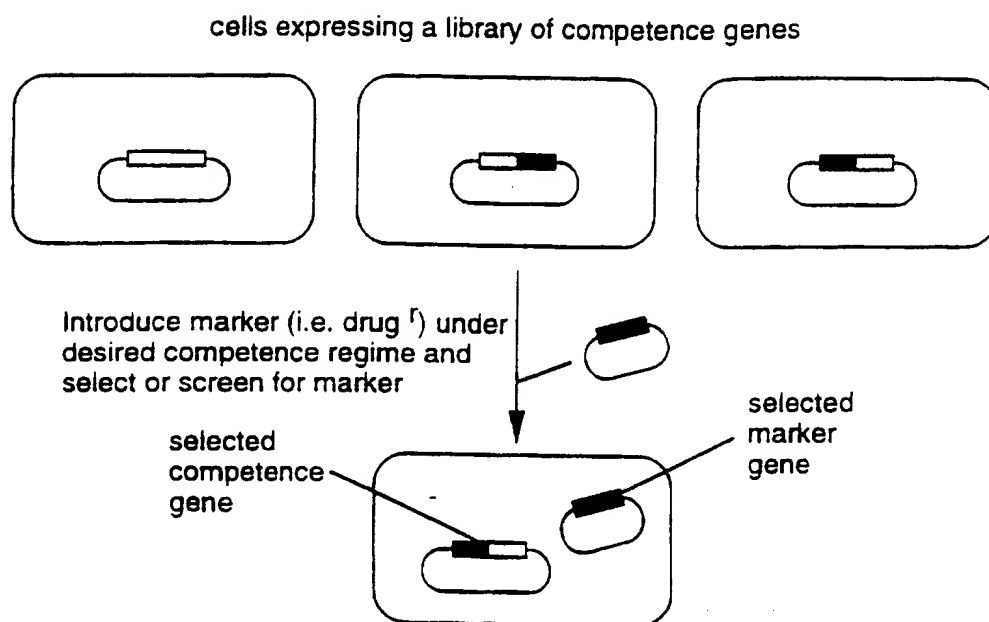 cells expressing a library of competence genes
Introduce marker (i.e. drug r) under
desired competence regime and
select or screen for marker
selected
marker
gene
selected
competence
gene